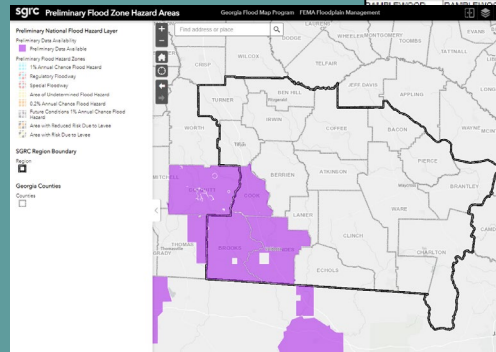 sgrc Preliminary Flood Zone Hazard Areas
Georgia Flood Map Program FEMA Floodplain Management
Find address or place
Preliminary National Flood Hazard Layer
Preliminary Data Availability
Preliminary Data Available
Preliminary Flood Hazard Zones
1% Annual Chance Flood Hazard
Regulatory Floodway
Special Floodway
Area of Undetermined Flood Hazard
0.2% Annual Chance Flood Hazard
Future Conditions 1% Annual Chance Flood
Hazard
Area with Reduced Risk Due to Levee
Area with Risk Due to Levee
SGRC Region Boundary
Region
Georgia Counties
Counties
DODGE
WHEELER
MONTGOMERY
TOOMBS
TATTNALL
CRISP
WILCOX
TELFAIR
JEFF DAVIS
APPLING
BEN HILL
Fitzgerald
TURNER
IRWIN
COFFEE
BACON
WORTH
PIERCE
BERRIEN
ATKINSON
BRANTLEY
COOK
LANIER
WARE
CLINCH
CHARLTON
THOMAS
Thomasville
BROOKS
ECHOLS
GRADY